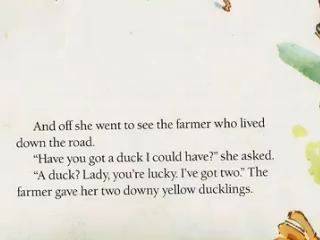 And off she went to see the farmer who lived
down the road.
“Have you got a duck I could have?” she asked.
“A duck? Lady, you’re lucky. I’ve got two.” The
farmer gave her two downy yellow ducklings.